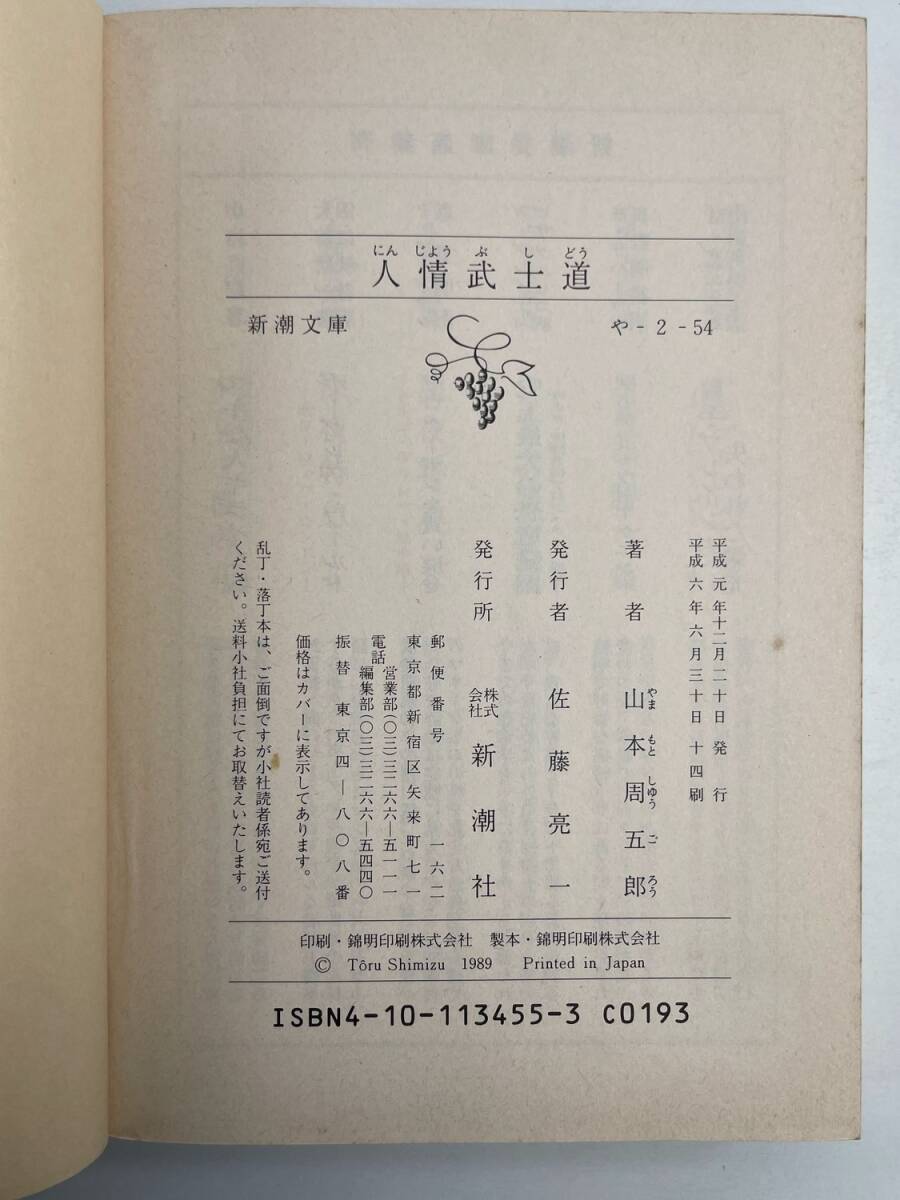 にんじょうぶしどう
人情武士道
新潮文庫 や-2-54
平成元年十二月二十日発行
平成六年六月三十日十四刷
著者 山本周五郎
やまもとしゅうごろう
発行者 佐藤亮一
発行所 株式会社 新潮社
郵便番号 一六二
東京都新宿区矢来町七一
電話 営業部(〇三)三二六六―五一一一
編集部(〇三)三二六六―五四四〇
振替 東京四―八〇八番
価格はカバーに表示してあります。
乱丁・落丁本は、ご面倒ですが小社読者係宛ご送付
ください。送料小社負担にてお取替えいたします。
印刷・錦明印刷株式会社 製本・錦明印刷株式会社
© Tôru Shimizu 1989 Printed in Japan
ISBN4-10-113455-3 C0193